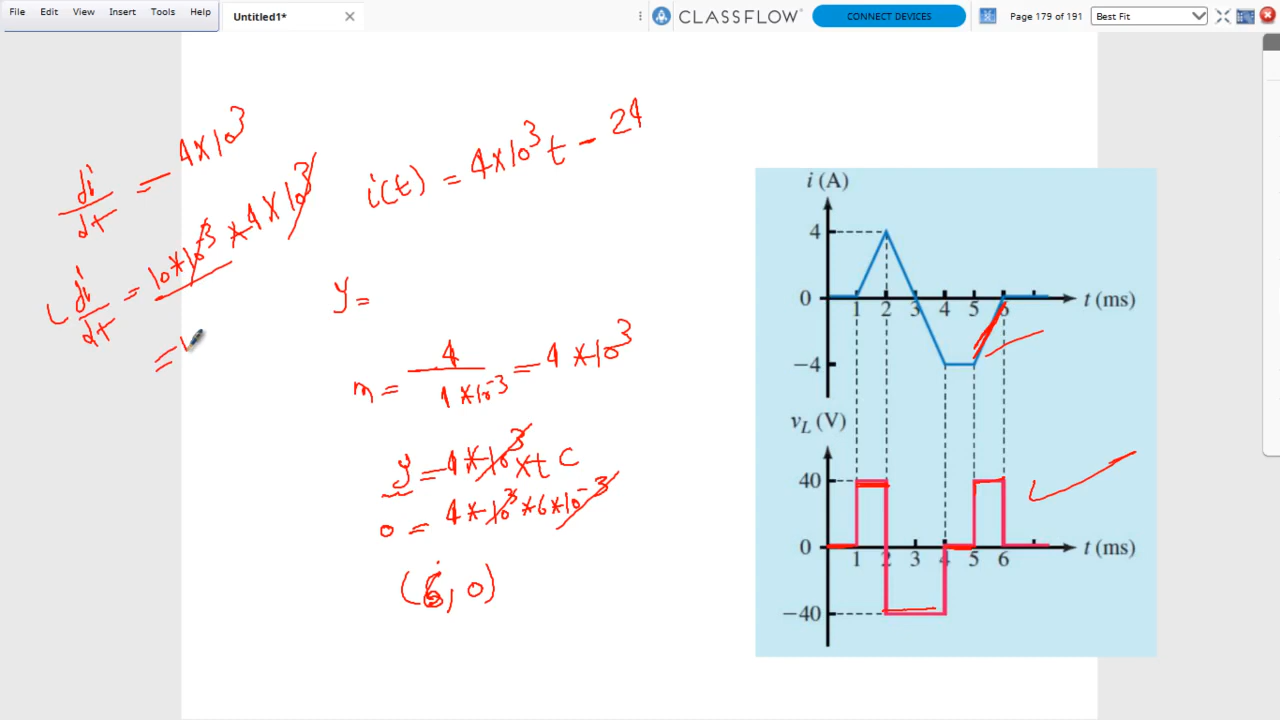 File Edit View Insert Tools Help
Untitled1*
CLASSFLOW
CONNECT DEVICES
Page 179 of 191
Best Fit
di/dt = 4×10³
L di/dt = 10*10⁻³ * 4×10³
=
i(t) = 4×10³t - 24
y =
m = 4/1*10⁻³ = 4*10³
y = 4*10³×t C
0 = 4*10³*6*10⁻³
(6, 0)
i (A)
4
0 1 2 3 4 5 6 t (ms)
−4
vL (V)
40
0 1 2 3 4 5 6 t (ms)
−40